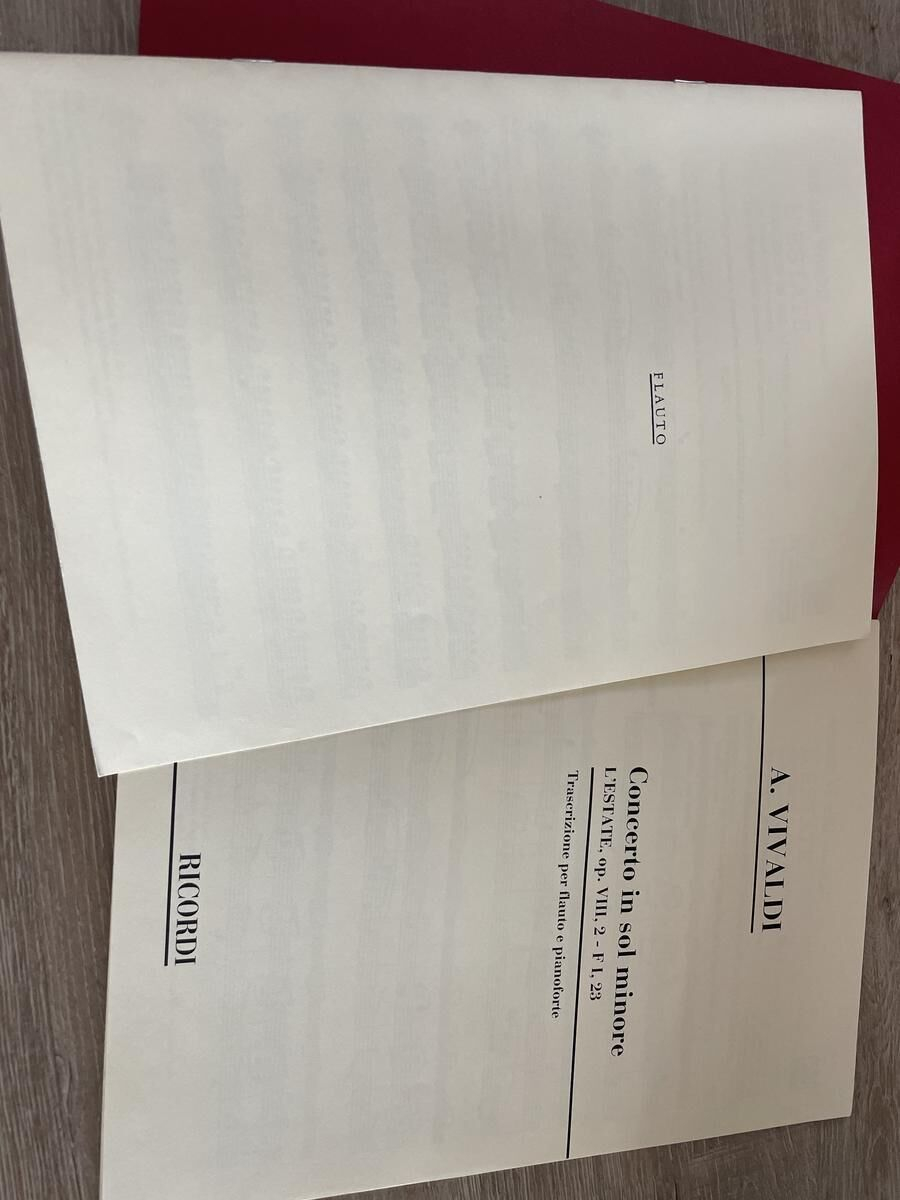 FLAUTO
A. VIVALDI
Concerto in sol minore
L'ESTATE, op. VIII, 2 - F I, 23
Trascrizione per flauto e pianoforte
RICORDI